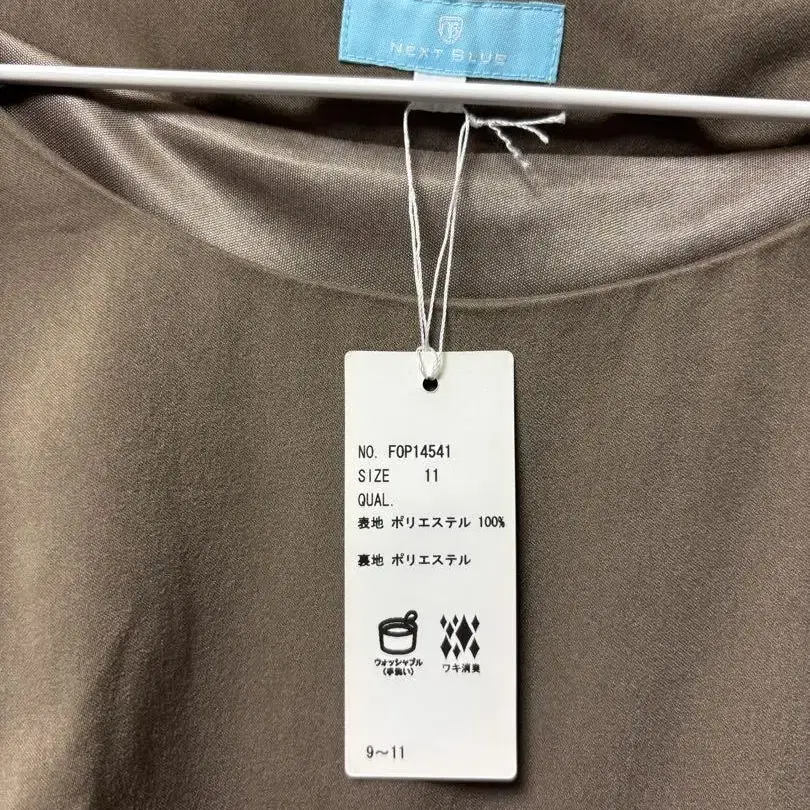 NEXT BLUE
NO. FOP14541
SIZE 11
QUAL.
表地 ポリエステル 100%
裏地 ポリエステル
ウォッシャブル
(手洗い)
ワキ消臭
9～11